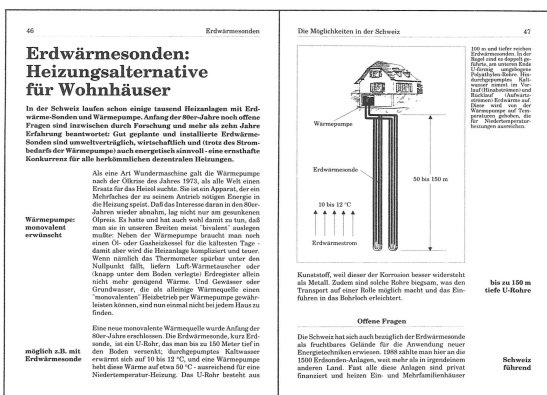 46
Erdwärmesonden
Erdwärmesonden:
Heizungsalternative
für Wohnhäuser
In der Schweiz laufen schon einige tausend Heizanlagen mit Erd-
wärme-Sonden und Wärmepumpe. Anfang der 80er-Jahre noch offene
Fragen sind inzwischen durch Forschung und mehr als zehn Jahre
Erfahrung beantwortet: Gut geplante und installierte Erdwärme-
Sonden sind umweltverträglich, wirtschaftlich und (trotz des Strom-
bedarfs der Wärmepumpe) auch energetisch sinnvoll - eine ernsthafte
Konkurrenz für alle herkömmlichen dezentralen Heizungen.
Als eine Art Wundermaschine galt die Wärmepumpe
nach der Ölkrise des Jahres 1973, als alle Welt einen
Ersatz für das Heizöl suchte. Sie ist ein Apparat, der ein
Mehrfaches der zu seinem Antrieb nötigen Energie in
die Heizung speist. Daß das Interesse daran in den 80er-
Jahren wieder abnahm, lag nicht nur am gesunkenen
Ölpreis. Es hatte und hat auch wohl damit zu tun, daß
man sie in unseren Breiten meist "bivalent" auslegen
mußte: Neben der Wärmepumpe braucht man noch
einen Öl- oder Gasheizkessel für die kältesten Tage -
damit aber wird die Heizanlage kompliziert und teuer.
Wenn nämlich das Thermometer spürbar unter den
Nullpunkt fällt, liefern Luft-Wärmetauscher oder
(knapp unter dem Boden verlegte) Erdregister allein
nicht mehr genügend Wärme. Und Gewässer oder
Grundwasser, die als alleinige Wärmequelle einen
"monovalenten" Heizbetrieb per Wärmepumpe gewähr-
leisten können, sind nun einmal nicht bei jedem Haus zu
finden.
Wärmepumpe:
monovalent
erwünscht
Eine neue monovalente Wärmequelle wurde Anfang der
80er-Jahre erschlossen. Die Erdwärmesonde, kurz Erd-
sonde, ist ein U-Rohr, das man bis zu 150 Meter tief in
den Boden versenkt; durchgepumptes Kaltwasser
erwärmt sich auf 10 bis 12 °C, und eine Wärmepumpe
hebt diese Wärme auf etwa 50 °C - ausreichend für eine
Niedertemperatur-Heizung. Das U-Rohr besteht aus
möglich z.B. mit
Erdwärmesonde
Die Möglichkeiten in der Schweiz
47
Wärmepumpe
Erdwärmesonde
50 bis 150 m
10 bis 12 °C
Erdwärmestrom
100 m und tiefer reichen
Erdwärmesonden. In der
Regel sind es doppelt ge-
führte, am unteren Ende
U-förmig umgebogene
Polyäthylen-Rohre. Hin-
durchgepumptes Kalt-
wasser nimmt im Vor-
lauf (Hinabströmen) und
Rücklauf (Aufwärts-
strömen) Erdwärme auf.
Diese wird von der
Wärmepumpe auf Tem-
peraturen gehoben, die
für Niedertemperatur-
heizungen ausreichen.
Kunststoff, weil dieser der Korrosion besser widersteht
als Metall. Zudem sind solche Rohre biegsam, was den
Transport auf einer Rolle möglich macht und das Ein-
führen in das Bohrloch erleichtert.
bis zu 150 m
tiefe U-Rohre
Offene Fragen
Die Schweiz hat sich auch bezüglich der Erdwärmesonde
als fruchtbares Gelände für die Anwendung neuer
Energietechniken erwiesen. 1988 zählte man hier an die
1500 Erdsonden-Anlagen, weit mehr als in irgendeinem
anderen Land. Fast alle diese Anlagen sind privat
finanziert und heizen Ein- und Mehrfamilienhäuser
Schweiz
führend